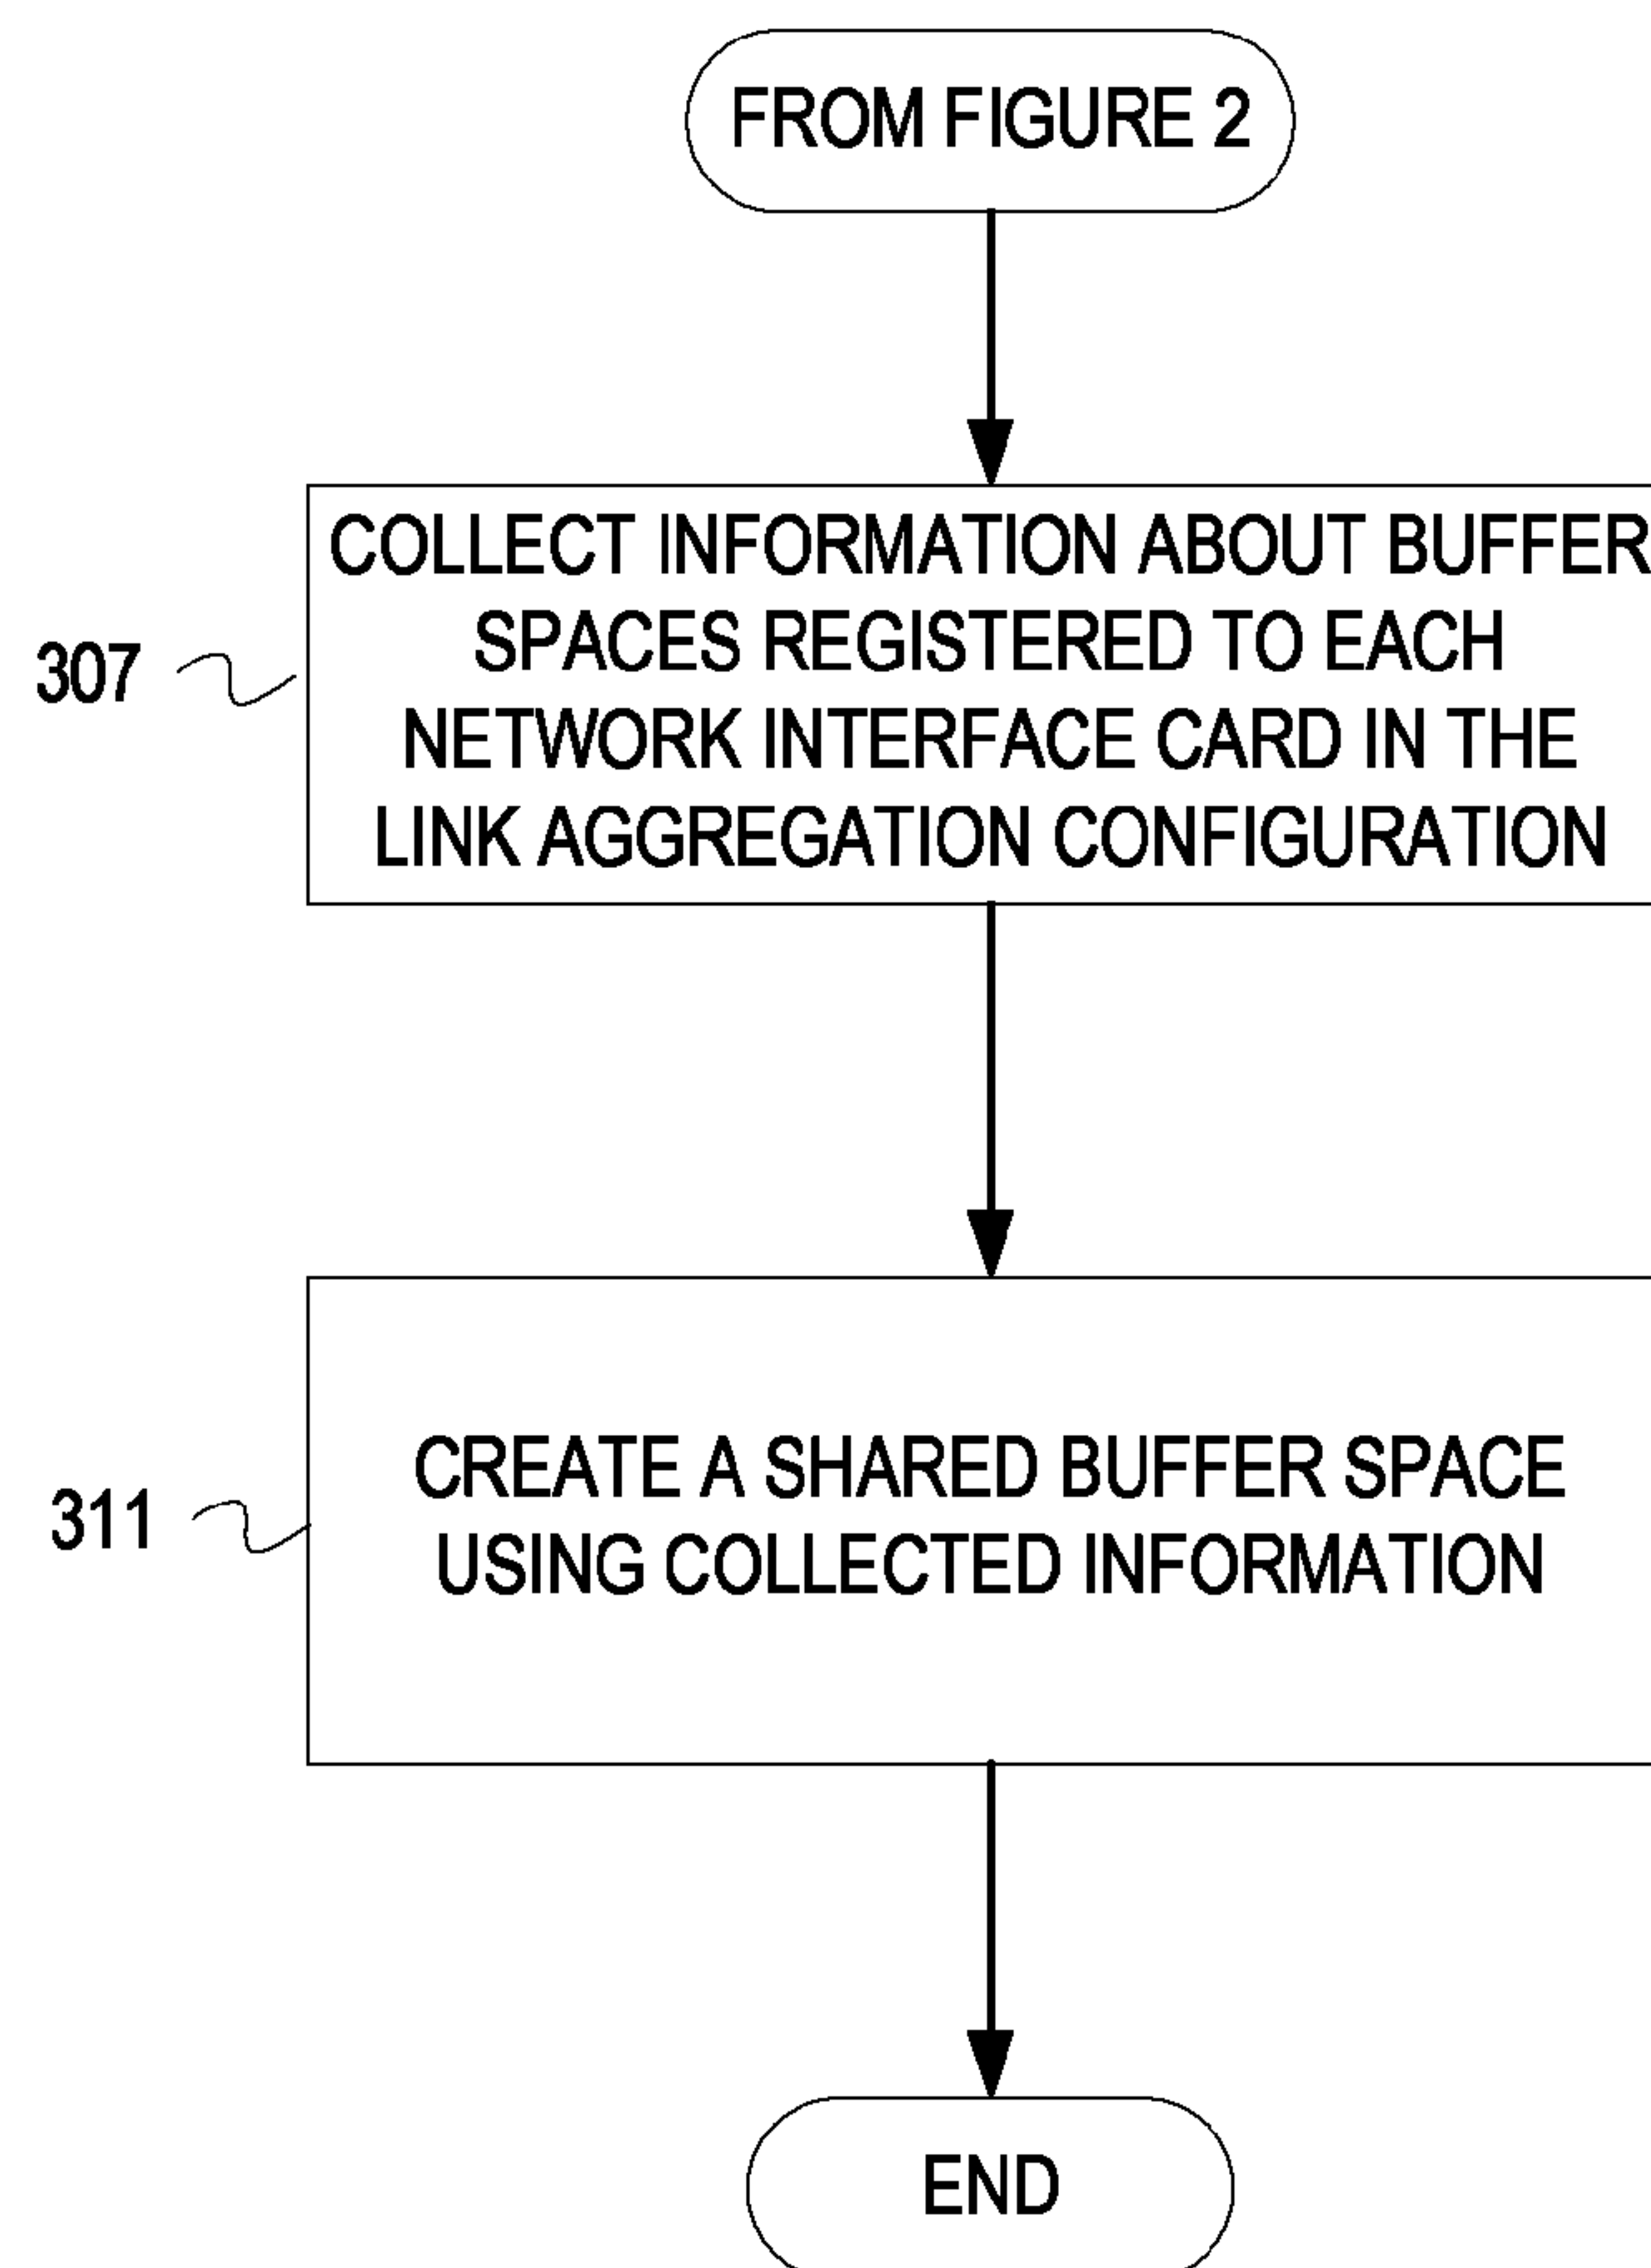 FROM FIGURE 2
COLLECT INFORMATION ABOUT BUFFER
SPACES REGISTERED TO EACH
NETWORK INTERFACE CARD IN THE
LINK AGGREGATION CONFIGURATION
307
CREATE A SHARED BUFFER SPACE
USING COLLECTED INFORMATION
311
END